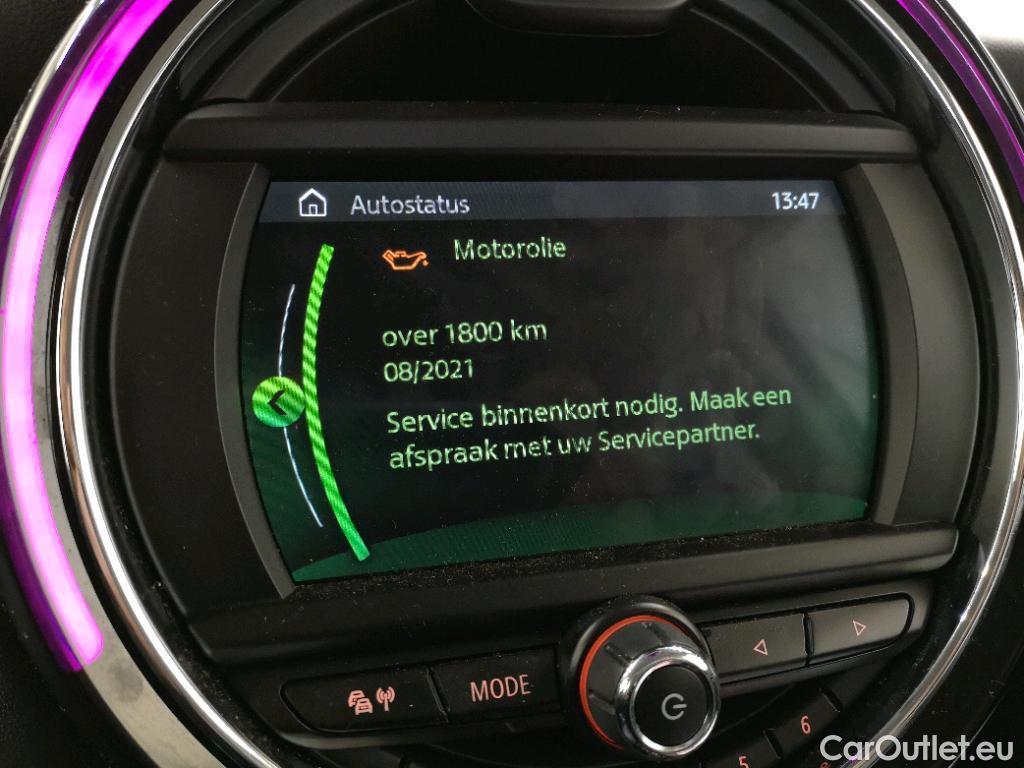 Autostatus 13:47
Motorolie
over 1800 km
08/2021
Service binnenkort nodig. Maak een
afspraak met uw Servicepartner.
MODE
6
5
CarOutlet.eu